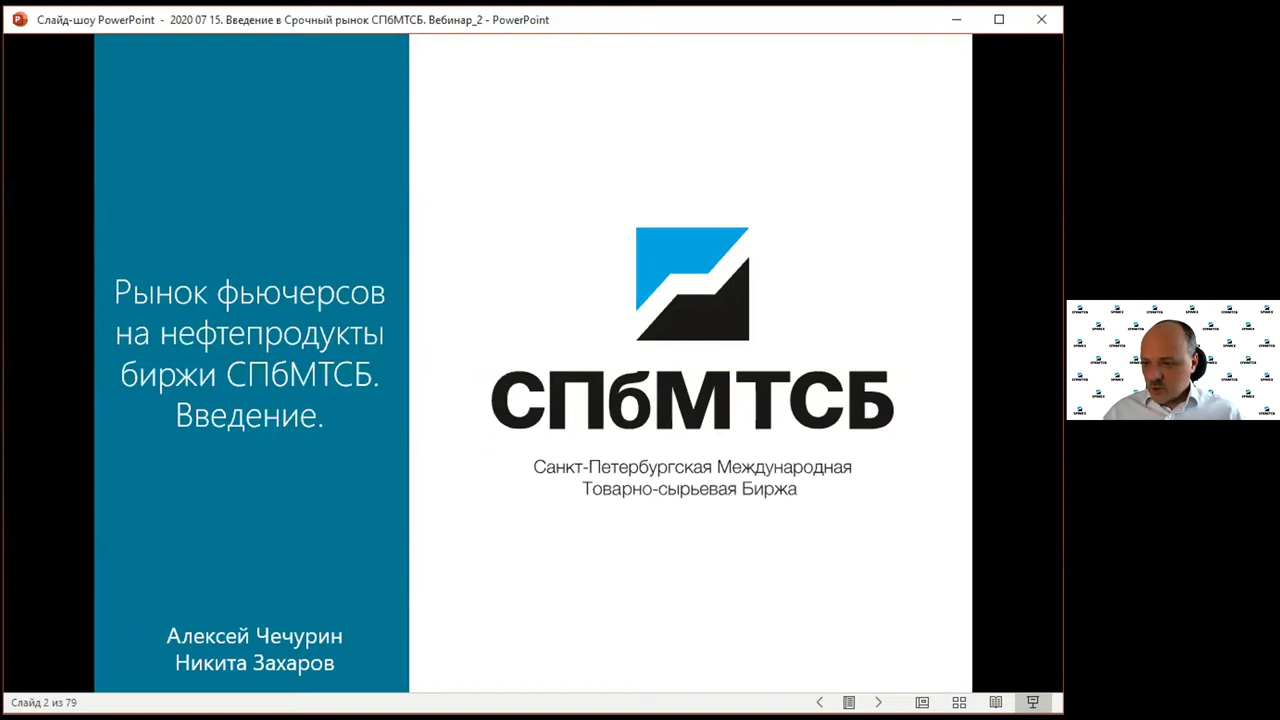 Слайд-шоу PowerPoint - 2020 07 15. Введение в Срочный рынок СПбМТСБ. Вебинар_2 - PowerPoint
Рынок фьючерсов
на нефтепродукты
биржи СПбМТСБ.
Введение.
Алексей Чечурин
Никита Захаров
СПбМТСБ
Санкт-Петербургская Международная
Товарно-сырьевая Биржа
Слайд 2 из 79